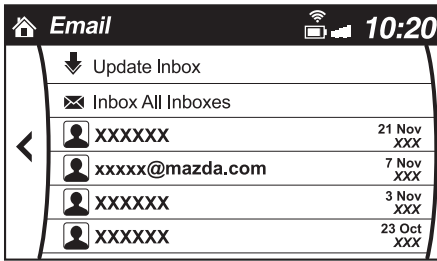 Email 10:20
Update Inbox
Inbox All Inboxes
XXXXXX 21 Nov
XXX
xxxxx@mazda.com 7 Nov
XXX
XXXXXX 3 Nov
XXX
XXXXXX 23 Oct
XXX